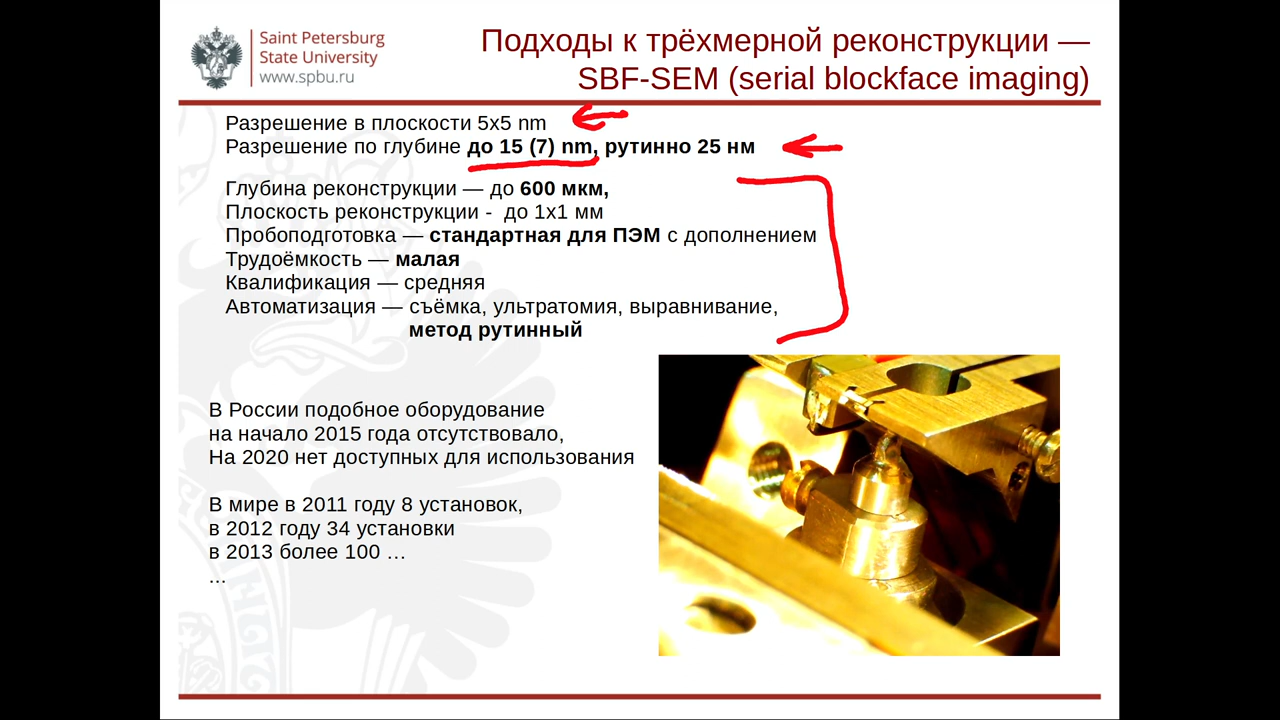 Saint Petersburg
State University
www.spbu.ru
Подходы к трёхмерной реконструкции —
SBF-SEM (serial blockface imaging)
Разрешение в плоскости 5x5 nm
Разрешение по глубине до 15 (7) nm, рутинно 25 нм
Глубина реконструкции — до 600 мкм,
Плоскость реконструкции - до 1x1 мм
Пробоподготовка — стандартная для ПЭМ с дополнением
Трудоёмкость — малая
Квалификация — средняя
Автоматизация — съёмка, ультратомия, выравнивание,
метод рутинный
В России подобное оборудование
на начало 2015 года отсутствовало,
На 2020 нет доступных для использования
В мире в 2011 году 8 установок,
в 2012 году 34 установки
в 2013 более 100 …
...